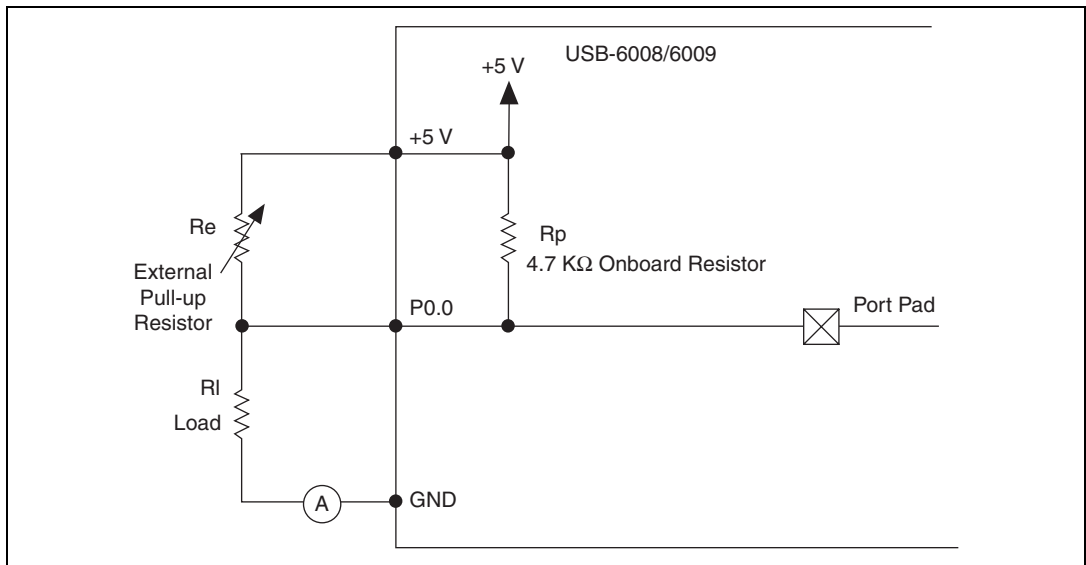 USB-6008/6009
+5 V
+5 V
Re
External
Pull-up
Resistor
Rp
4.7 KΩ Onboard Resistor
P0.0
Port Pad
Rl
Load
A
GND